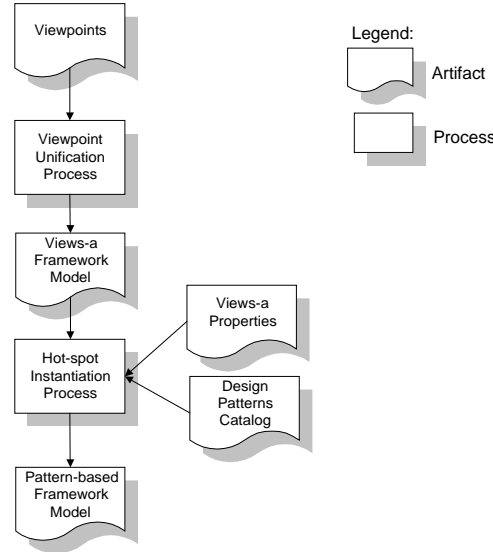 Viewpoints
Legend:
Artifact
Process
Viewpoint
Unification
Process
Views-a
Framework
Model
Views-a
Properties
Hot-spot
Instantiation
Process
Design
Patterns
Catalog
Pattern-based
Framework
Model